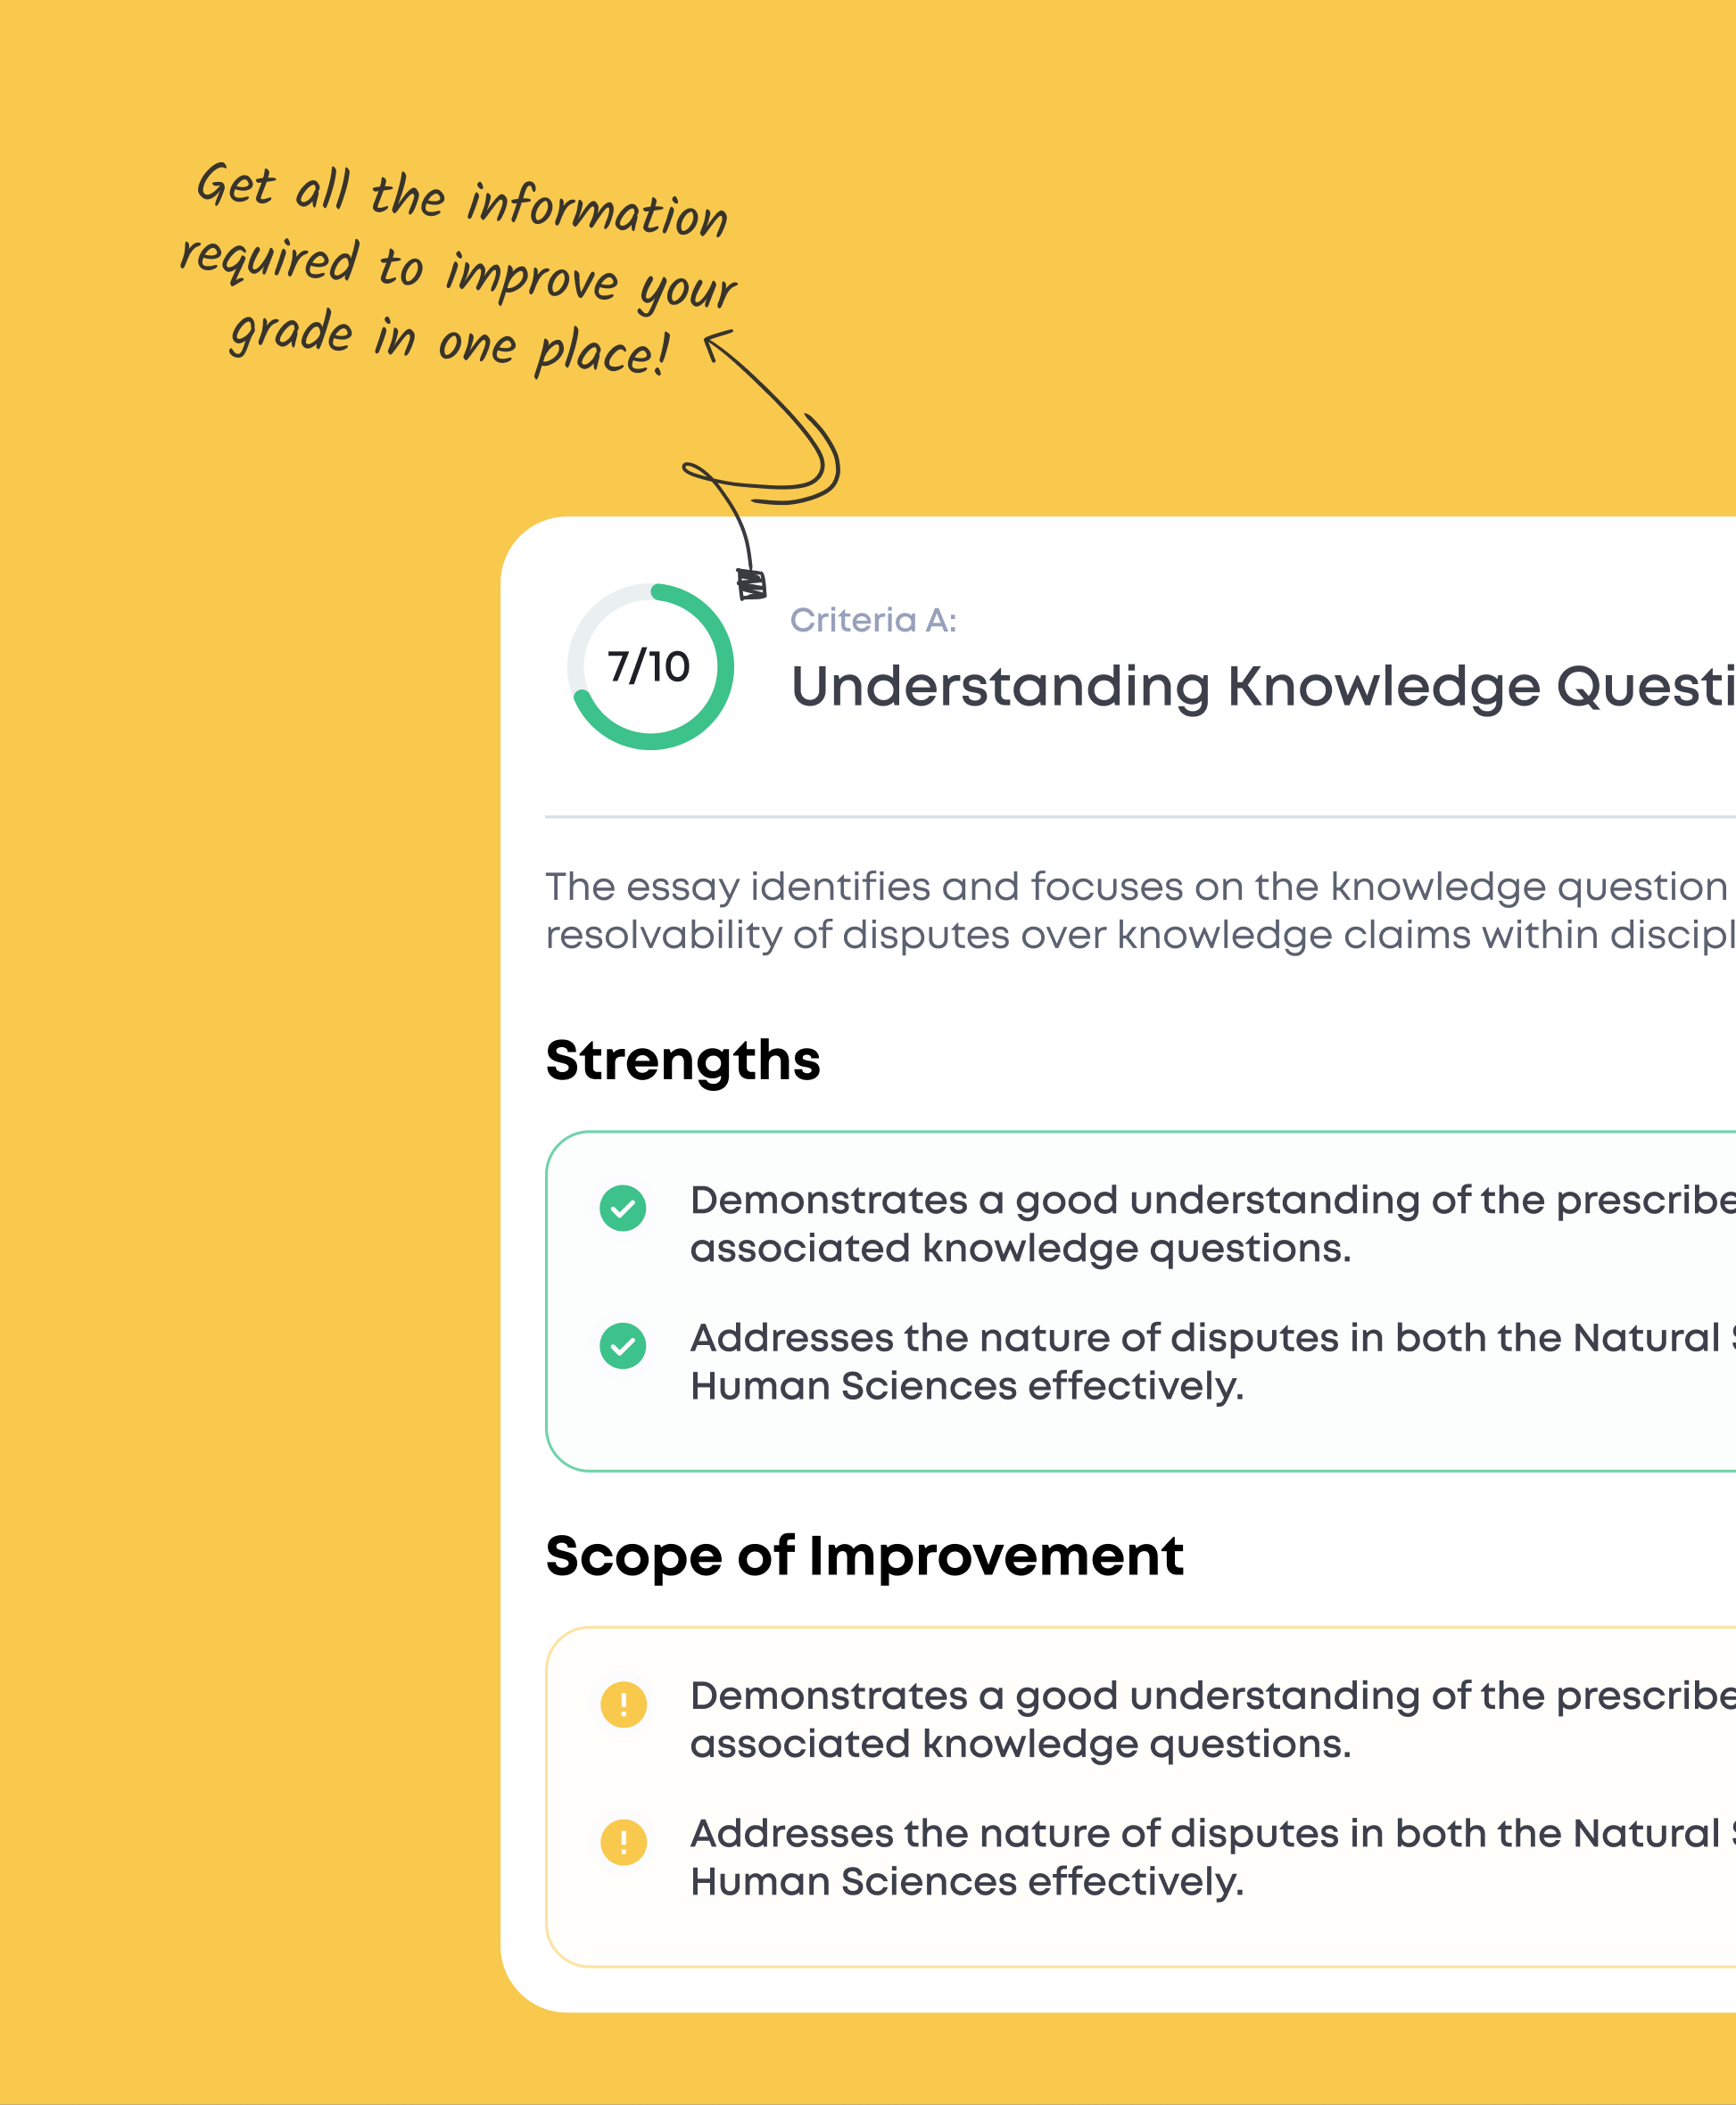 Get all the information
required to improve your
grade in one place!
7/10
Criteria A:
Understanding Knowledge
The essay identifies and focuses on the knowledge question
resolvability of disputes over knowledge claims within
Strengths
Demonstrates a good understanding of the
associated knowledge questions.
Addresses the nature of disputes in both the Natural
Human Sciences effectively.
Scope of Improvement
Demonstrates a good understanding of the
associated knowledge questions.
Addresses the nature of disputes in both the Natural
Human Sciences effectively.